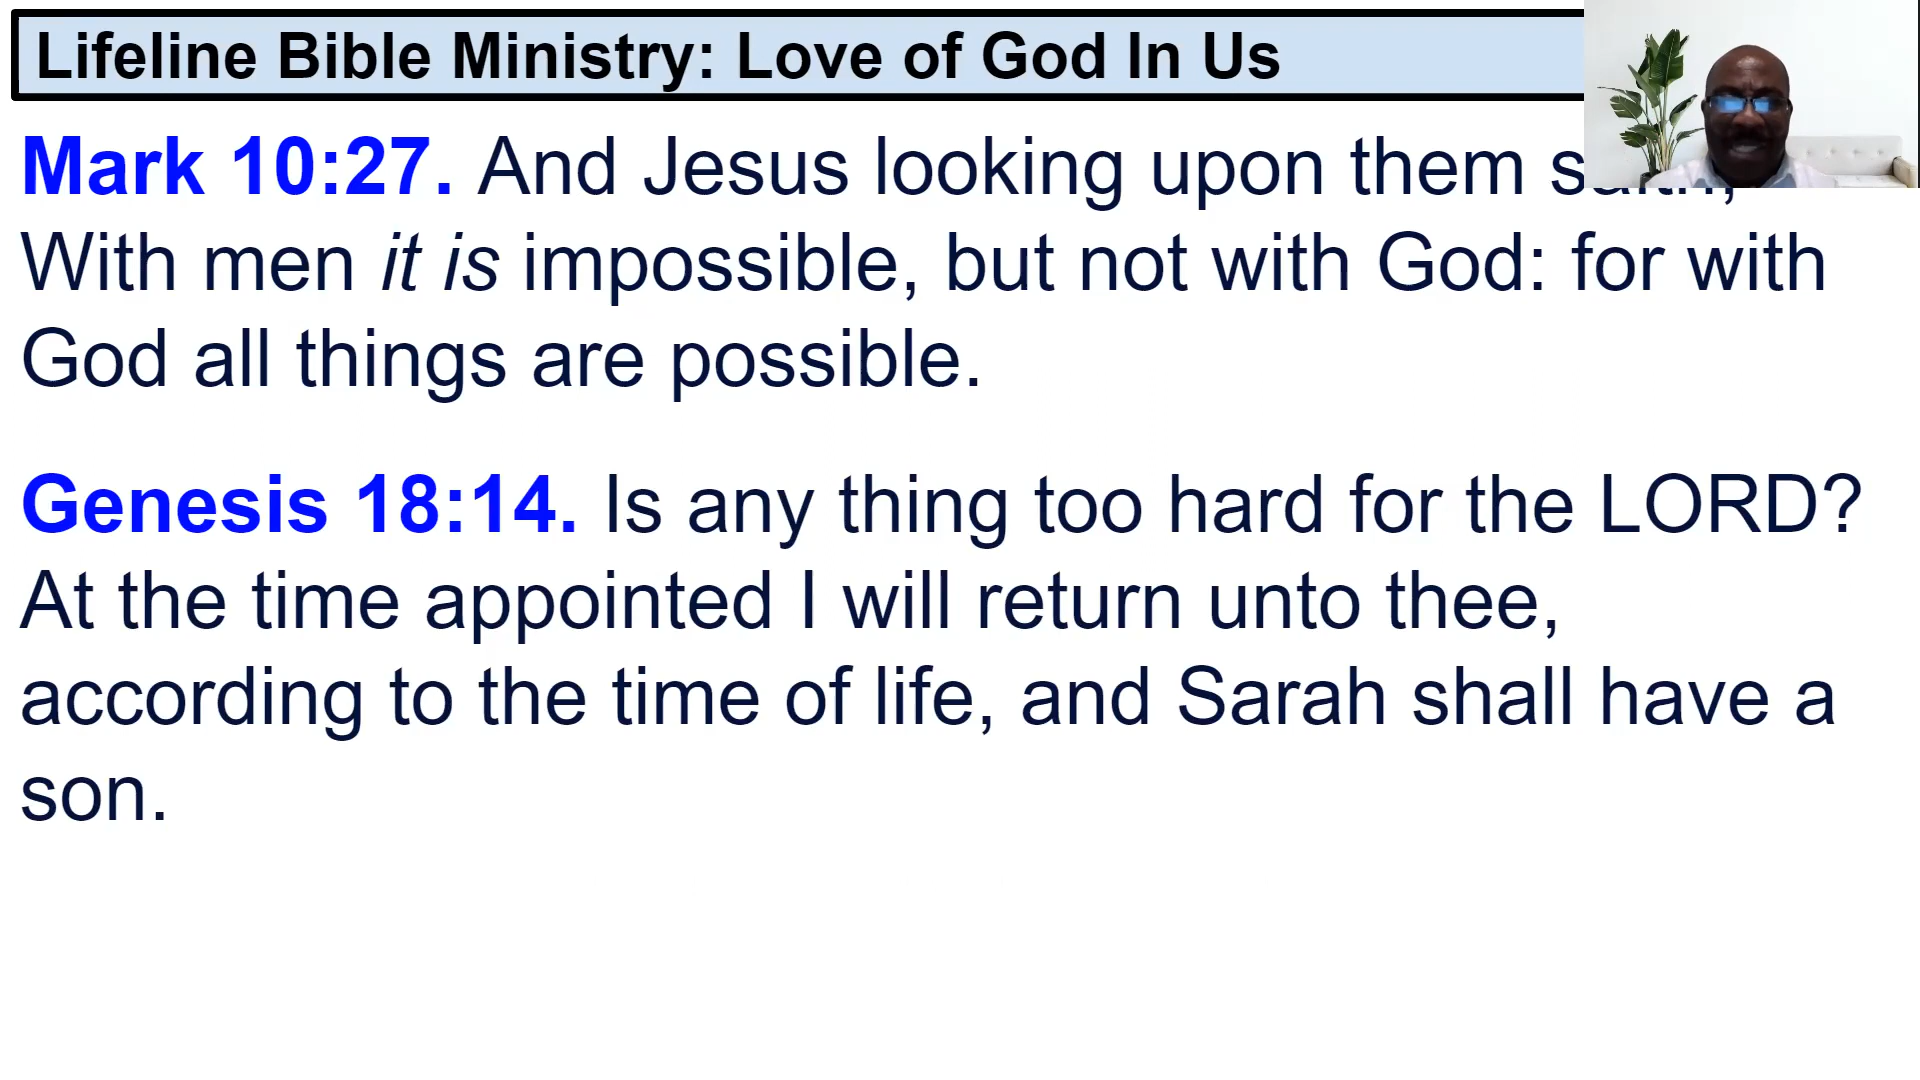 Lifeline Bible Ministry: Love of God In Us
Mark 10:27. And Jesus looking upon them saith,
With men it is impossible, but not with God: for with
God all things are possible.
Genesis 18:14. Is any thing too hard for the LORD?
At the time appointed I will return unto thee,
according to the time of life, and Sarah shall have a
son.